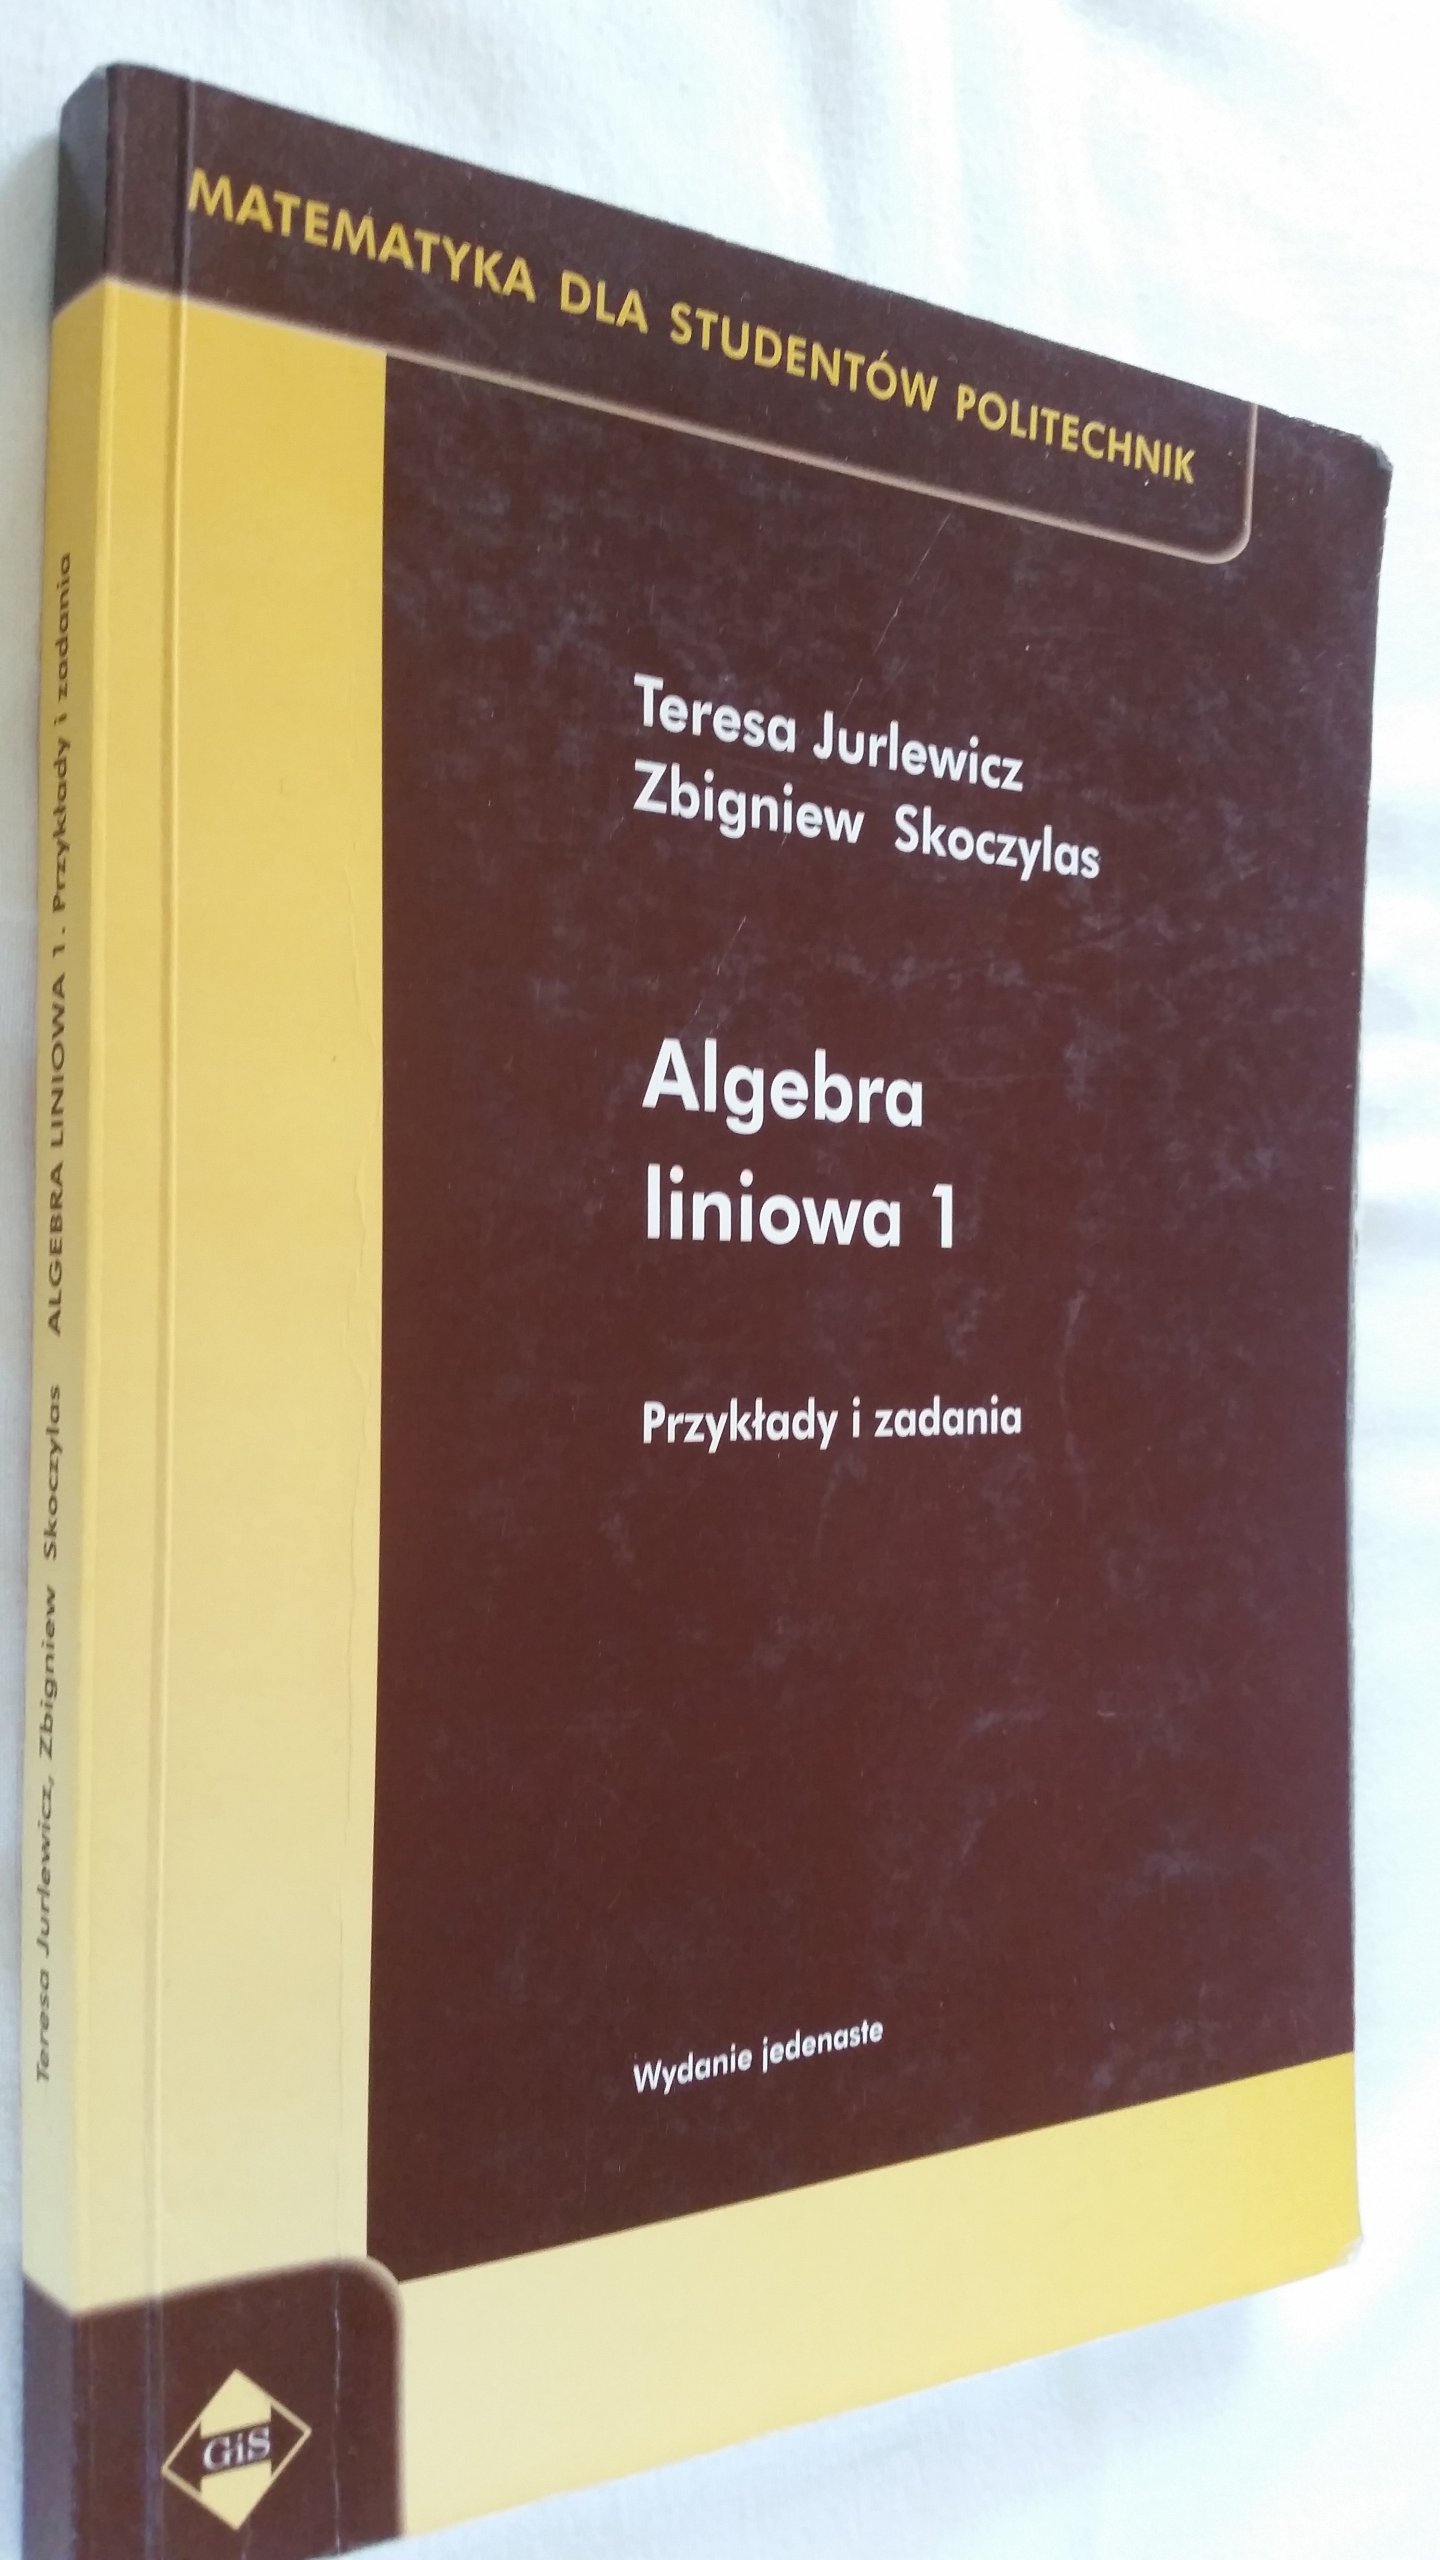 MATEMATYKA DLA STUDENTÓW POLITECHNIK
Teresa Jurlewicz
Zbigniew Skoczylas
Algebra
liniowa 1
Przykłady i zadania
Wydanie jedenaste
GiS
Teresa Jurlewicz, Zbigniew Skoczylas ALGEBRA LINIOWA 1. Przykłady i zadania